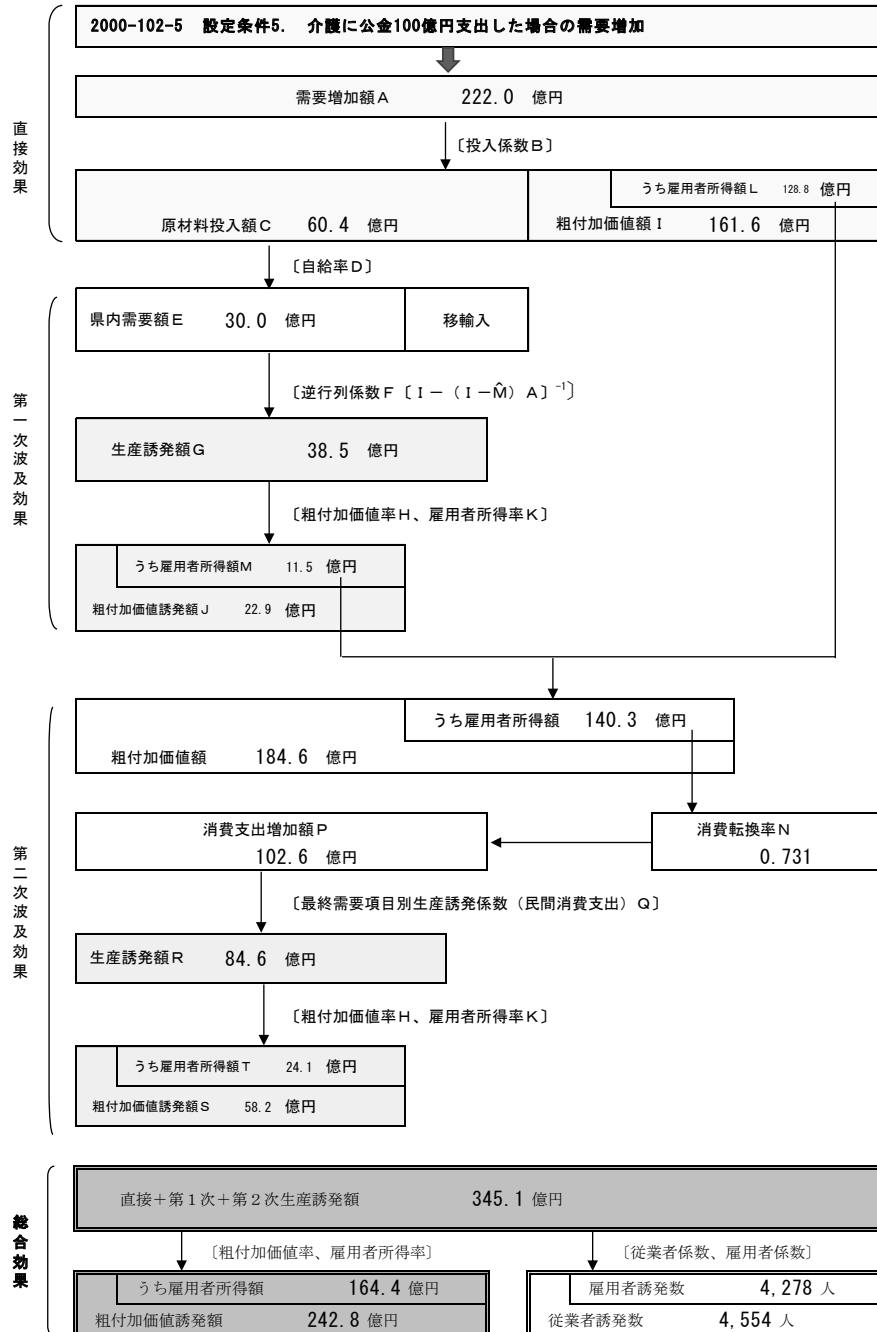 2000-102-5 設定条件5. 介護に公金100億円支出した場合の需要増加
直接効果
需要増加額A 222.0 億円
〔投入係数B〕
うち雇用者所得額L 128.8 億円
原材料投入額C 60.4 億円
粗付加価値額I 161.6 億円
〔自給率D〕
第一次波及効果
県内需要額E 30.0 億円
移輸入
〔逆行列係数F〔I-(I-M̂)A〕⁻¹〕
生産誘発額G 38.5 億円
〔粗付加価値率H、雇用者所得率K〕
うち雇用者所得額M 11.5 億円
粗付加価値誘発額J 22.9 億円
第二次波及効果
うち雇用者所得額 140.3 億円
粗付加価値額 184.6 億円
消費支出増加額P
102.6 億円
消費転換率N
0.731
〔最終需要項目別生産誘発係数(民間消費支出)Q〕
生産誘発額R 84.6 億円
〔粗付加価値率H、雇用者所得率K〕
うち雇用者所得額T 24.1 億円
粗付加価値誘発額S 58.2 億円
総合効果
直接+第1次+第2次生産誘発額 345.1 億円
〔粗付加価値率、雇用者所得率〕
〔従業者係数、雇用者係数〕
うち雇用者所得額 164.4 億円
粗付加価値誘発額 242.8 億円
雇用者誘発数 4,278 人
従業者誘発数 4,554 人